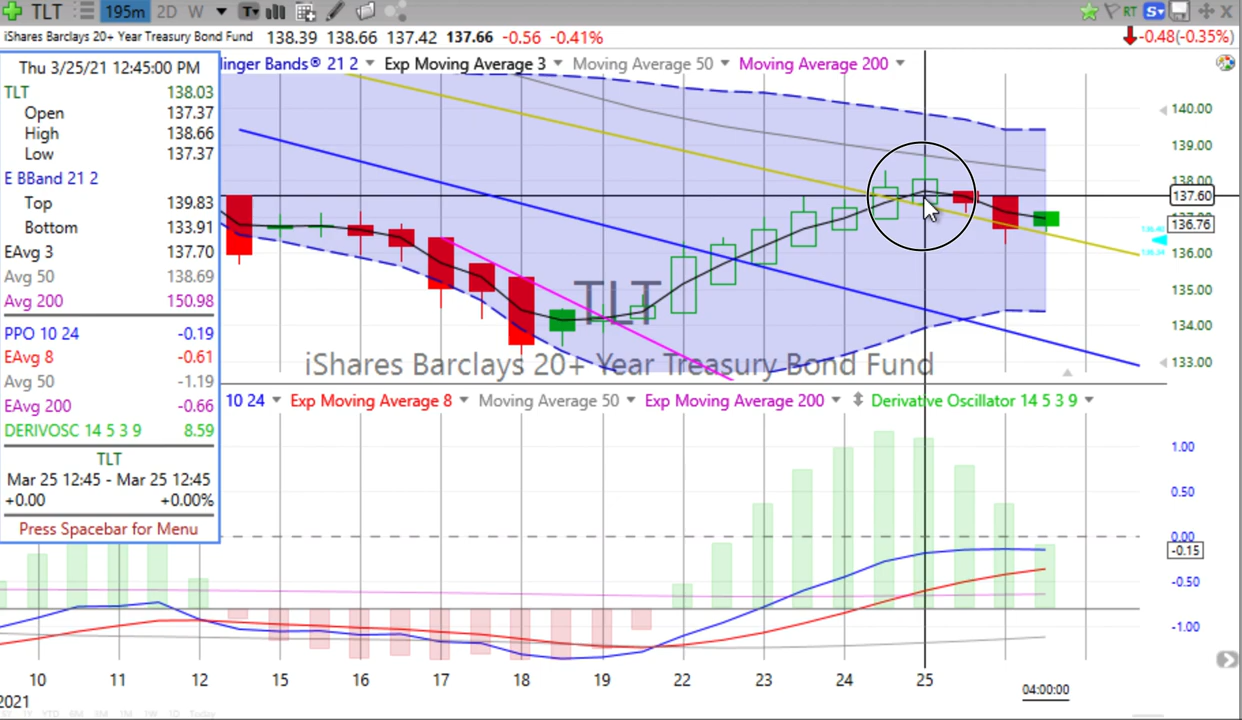 TLT 195m 2D W T RT S
iShares Barclays 20+ Year Treasury Bond Fund 138.39 138.66 137.42 137.66 -0.56 -0.41% -0.48(-0.35%)
Thu 3/25/21 12:45:00 PM
TLT 138.03
Open 137.37
High 138.66
Low 137.37
E BBand 21 2
Top 139.83
Bottom 133.91
EAvg 3 137.70
Avg 50 138.69
Avg 200 150.98
PPO 10 24 -0.19
EAvg 8 -0.61
Avg 50 -1.19
EAvg 200 -0.66
DERIVOSC 14 5 3 9 8.59
TLT
Mar 25 12:45 - Mar 25 12:45
+0.00 +0.00%
Press Spacebar for Menu
linger Bands® 21 2 Exp Moving Average 3 Moving Average 50 Moving Average 200
140.00
139.00
138.00
137.60
136.76
136.00
135.00
134.00
133.00
TLT
iShares Barclays 20+ Year Treasury Bond Fund
10 24 Exp Moving Average 8 Moving Average 50 Exp Moving Average 200 Derivative Oscillator 14 5 3 9
1.00
0.50
0.00
-0.15
-0.50
-1.00
10 11 12 15 16 17 18 19 22 23 24 25
04:00:00
2021
YTD 1W 1D Today